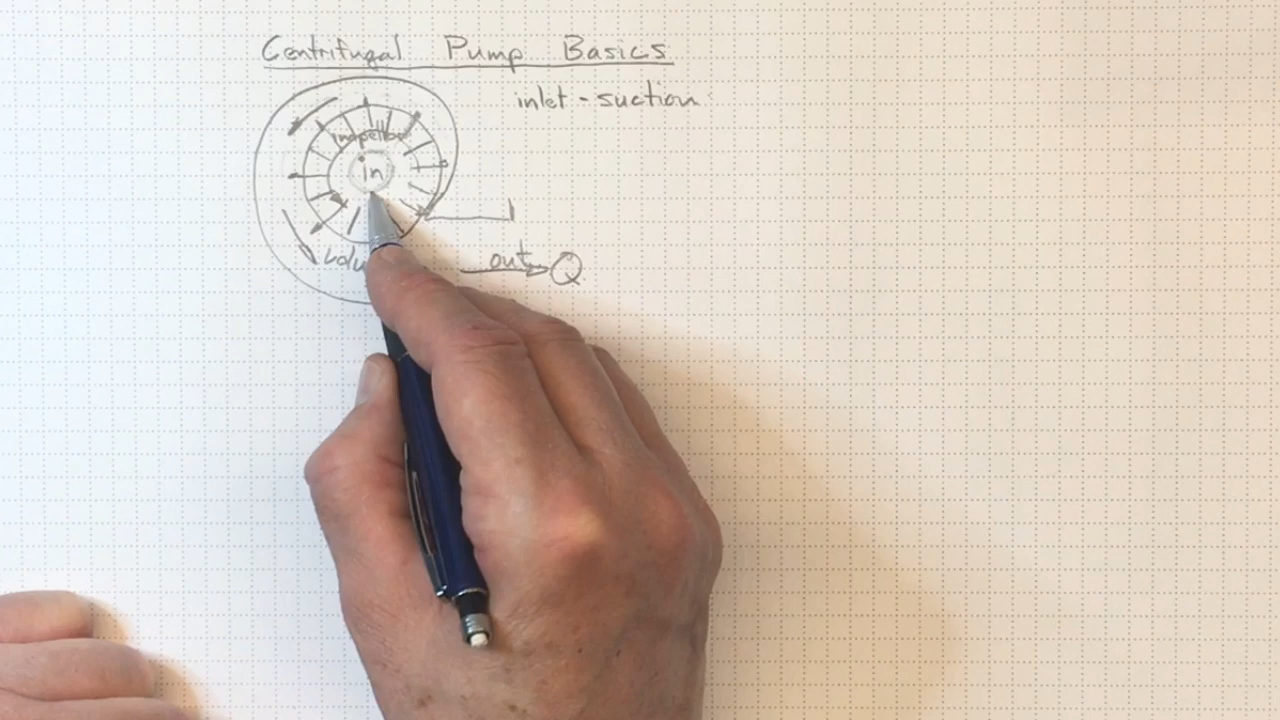 Centrifugal Pump Basics
inlet - suction
impeller
in
out Q